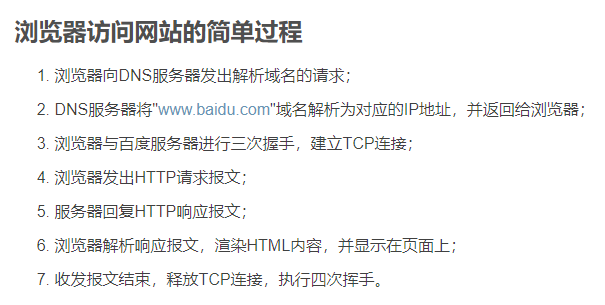 浏览器访问网站的简单过程
1. 浏览器向DNS服务器发出解析域名的请求；
2. DNS服务器将"www.baidu.com"域名解析为对应的IP地址，并返回给浏览器；
3. 浏览器与百度服务器进行三次握手，建立TCP连接；
4. 浏览器发出HTTP请求报文；
5. 服务器回复HTTP响应报文；
6. 浏览器解析响应报文，渲染HTML内容，并显示在页面上；
7. 收发报文结束，释放TCP连接，执行四次挥手。